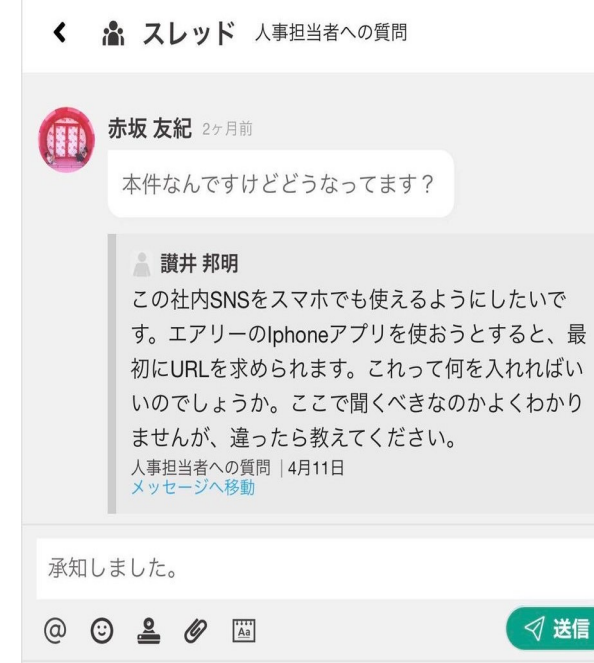 スレッド 人事担当者への質問
赤坂 友紀 2ヶ月前
本件なんですけどどうなってます？
讃井 邦明
この社内SNSをスマホでも使えるようにしたいで
す。エアリーのIphoneアプリを使おうとすると、最
初にURLを求められます。これって何を入れればい
いのでしょうか。ここで聞くべきなのかよくわかり
ませんが、違ったら教えてください。
人事担当者への質問 | 4月11日
メッセージへ移動
承知しました。
@ Aa 送信